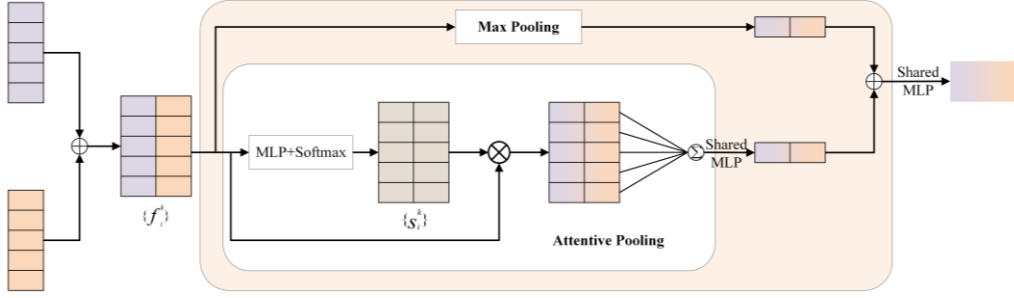 Max Pooling
Shared
MLP
MLP+Softmax
Shared
MLP
{f_i^k}
{s_i^k}
Attentive Pooling